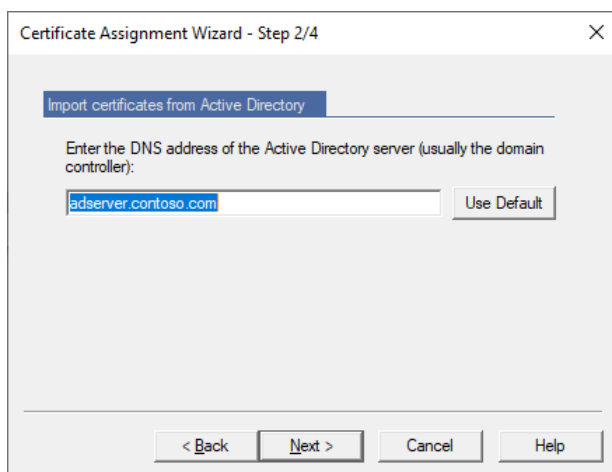 Certificate Assignment Wizard - Step 2/4
Import certificates from Active Directory
Enter the DNS address of the Active Directory server (usually the domain
controller):
adserver.contoso.com
Use Default
< Back
Next >
Cancel
Help